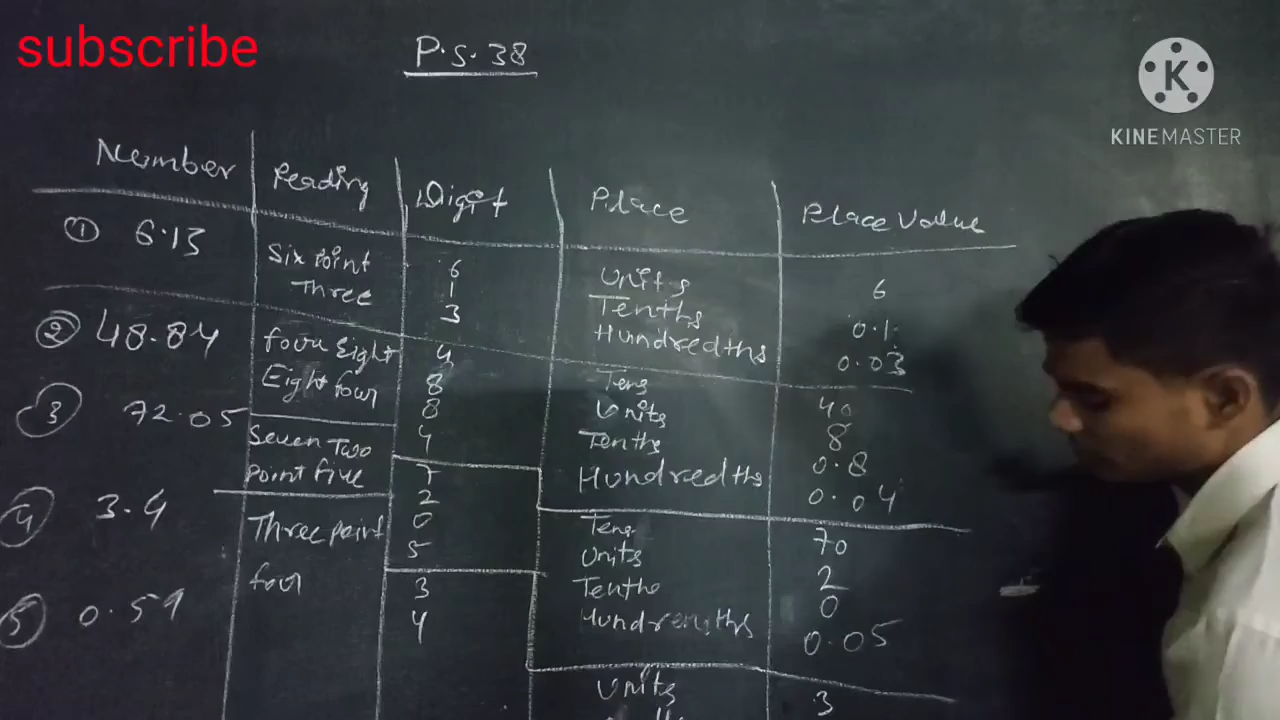 subscribe
P.S.38
KINEMASTER
Number Reading Digit Place Place Value
① 6.13
Six point
Three
6
1
3
Units
Tenths
Hundredths
6
0.1
0.03
② 48.84
four Eight
Eight four
4
8
8
4
Tens
Units
Tenths
Hundredths
40
8
0.8
0.04
③ 72.05
Seven Two
point five
7
2
0
5
Tens
Units
Tenths
70
2
0
0.05
④ 3.4
Three point
four
3
4
Units
3
⑤ 0.59